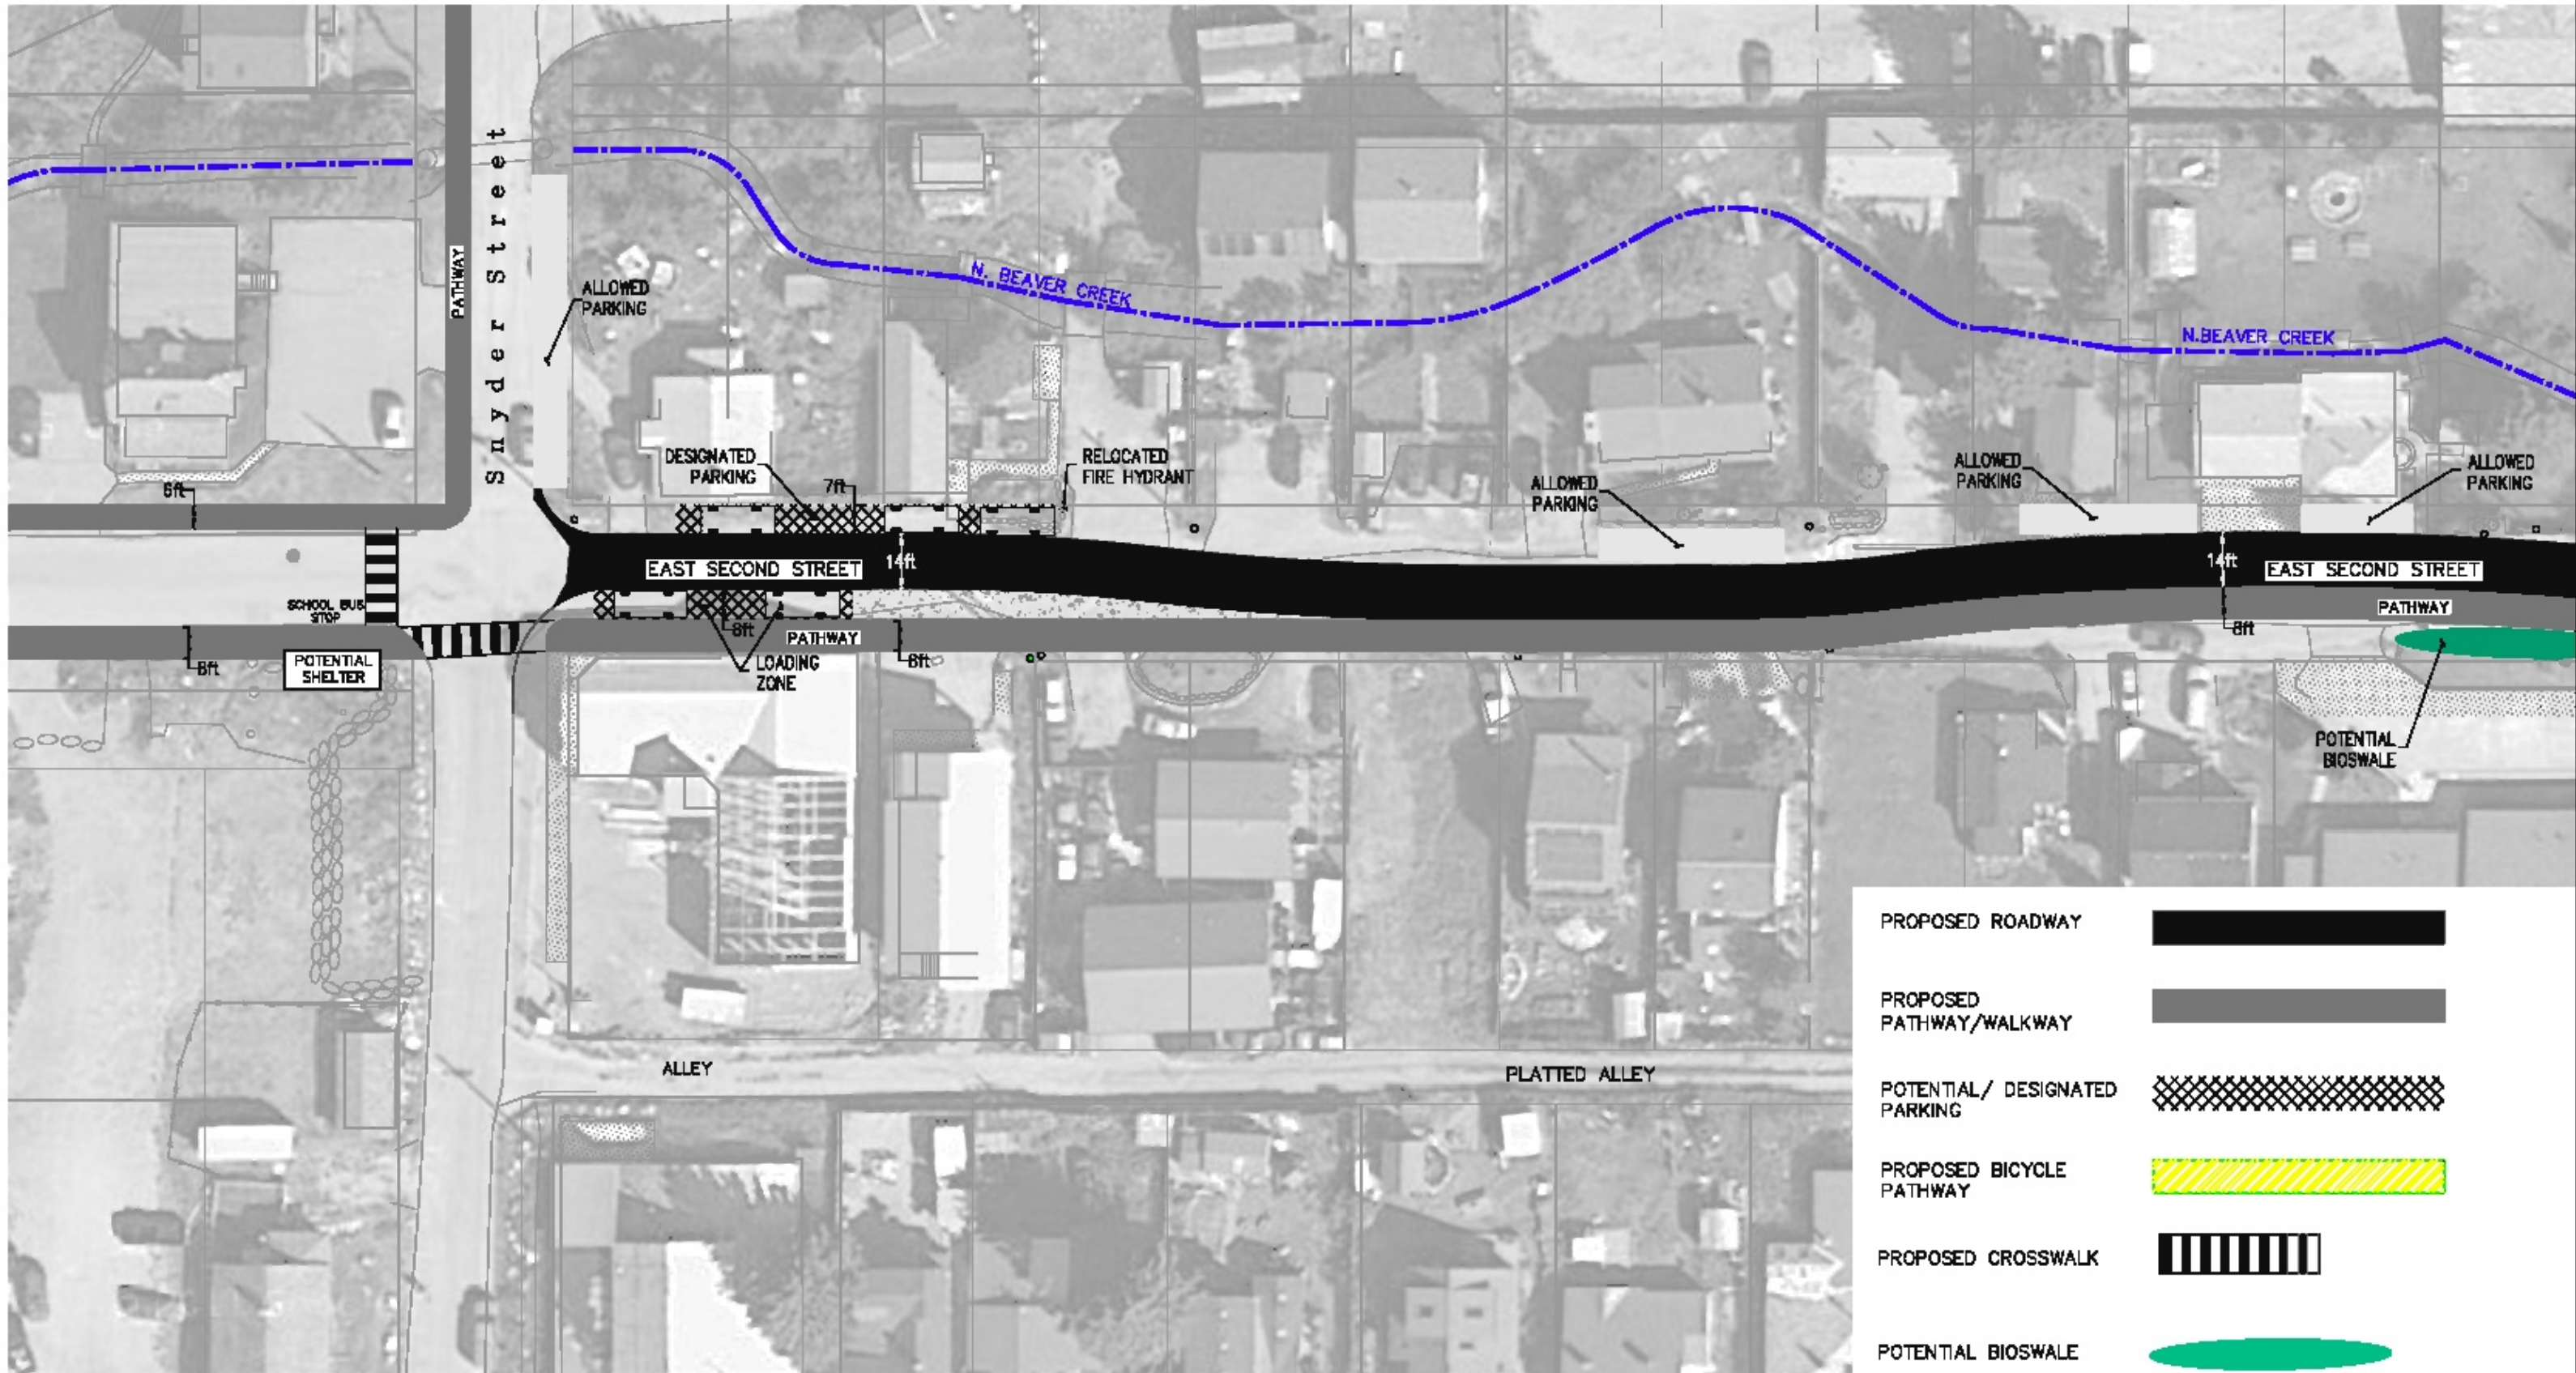 PATHWAY
Snyder Street
ALLOWED
PARKING
N. BEAVER CREEK
N.BEAVER CREEK
DESIGNATED
PARKING
7ft
RELOCATED
FIRE HYDRANT
ALLOWED
PARKING
ALLOWED
PARKING
ALLOWED
PARKING
6ft
EAST SECOND STREET
14ft
14ft
EAST SECOND STREET
SCHOOL BUS
STOP
PATHWAY
8ft
PATHWAY
8ft
8ft
8ft
POTENTIAL
SHELTER
LOADING
ZONE
POTENTIAL
BIOSWALE
ALLEY
PLATTED ALLEY
PROPOSED ROADWAY
PROPOSED
PATHWAY/WALKWAY
POTENTIAL/ DESIGNATED
PARKING
PROPOSED BICYCLE
PATHWAY
PROPOSED CROSSWALK
POTENTIAL BIOSWALE